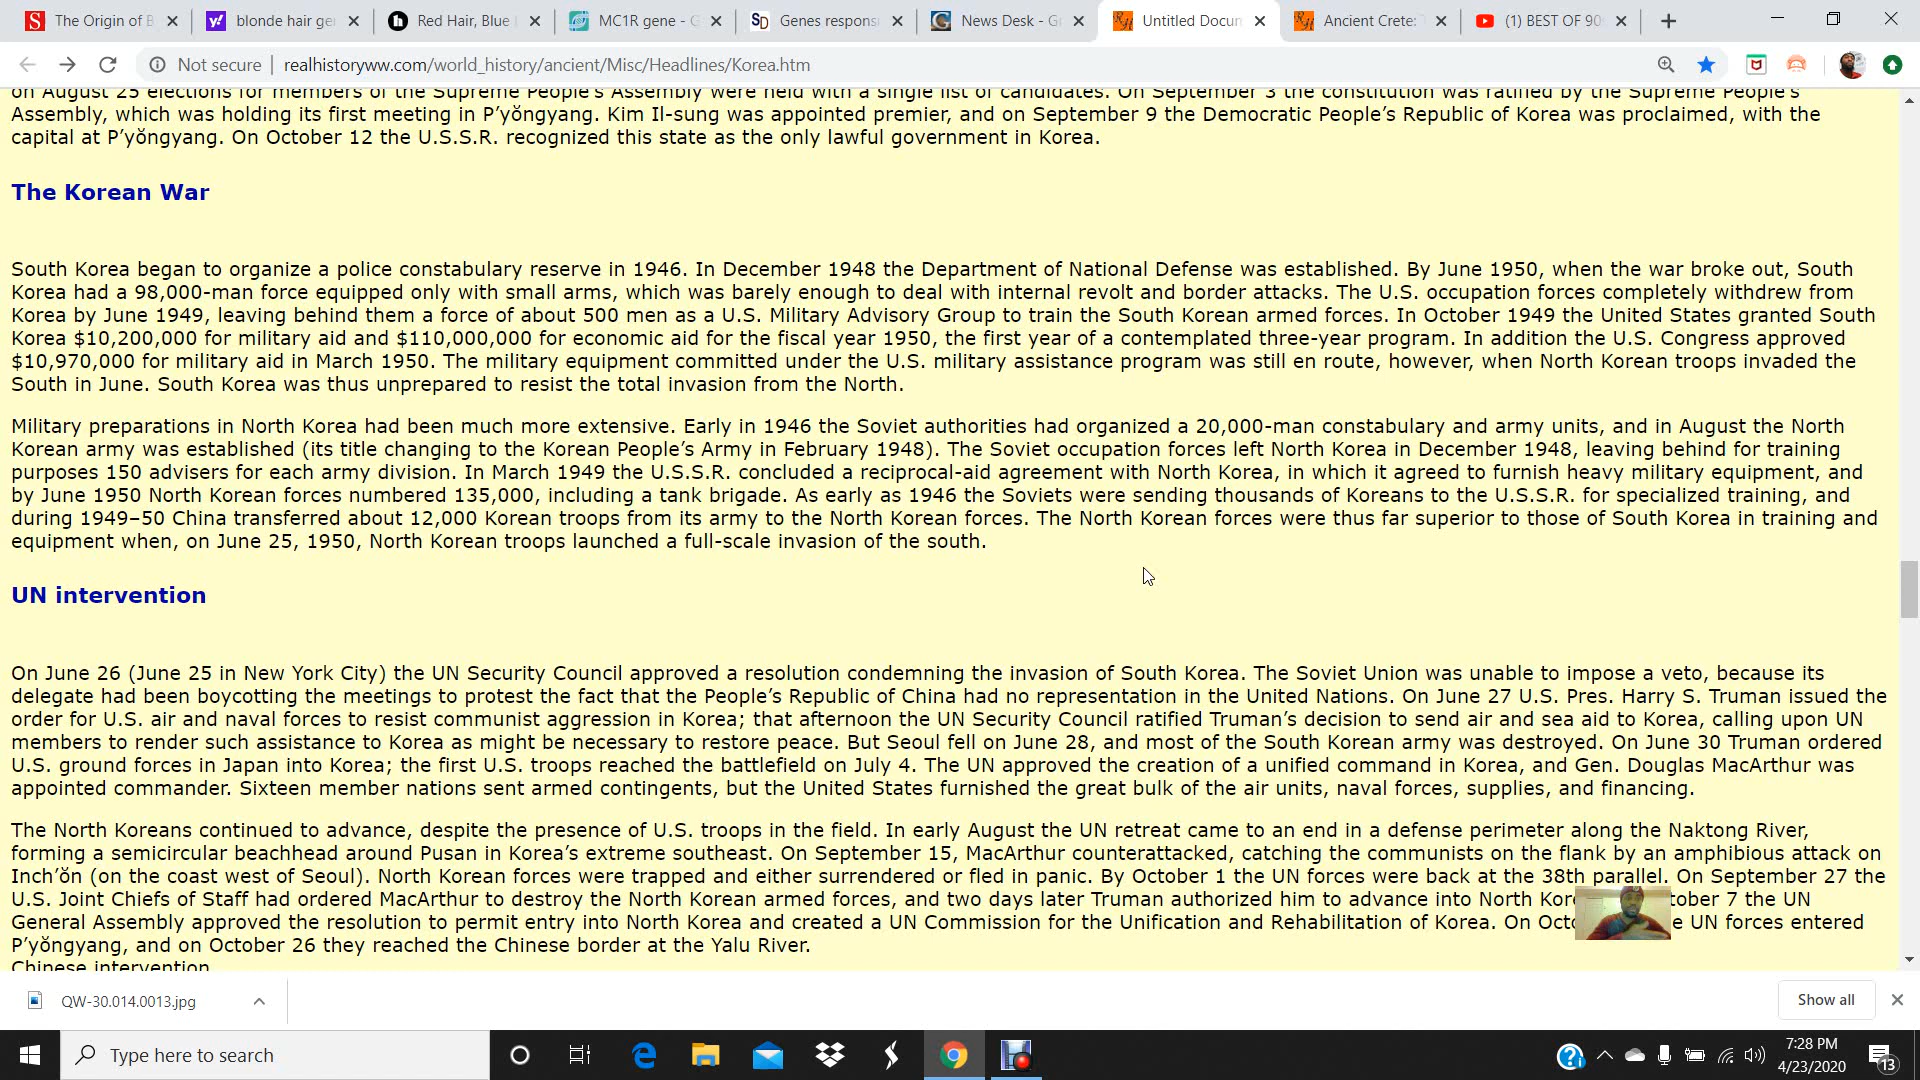 The Origin of B
blonde hair ge
Red Hair, Blue
MC1R gene - G
Genes respons
News Desk - G
Untitled Docun
Ancient Crete:
(1) BEST OF 90
Not secure | realhistoryww.com/world_history/ancient/Misc/Headlines/Korea.htm
on August 25 elections for members of the Supreme People's Assembly were held with a single list of candidates. On September 3 the constitution was ratified by the Supreme People's
Assembly, which was holding its first meeting in P'yŏngyang. Kim Il-sung was appointed premier, and on September 9 the Democratic People's Republic of Korea was proclaimed, with the
capital at P'yŏngyang. On October 12 the U.S.S.R. recognized this state as the only lawful government in Korea.
The Korean War
South Korea began to organize a police constabulary reserve in 1946. In December 1948 the Department of National Defense was established. By June 1950, when the war broke out, South
Korea had a 98,000-man force equipped only with small arms, which was barely enough to deal with internal revolt and border attacks. The U.S. occupation forces completely withdrew from
Korea by June 1949, leaving behind them a force of about 500 men as a U.S. Military Advisory Group to train the South Korean armed forces. In October 1949 the United States granted South
Korea $10,200,000 for military aid and $110,000,000 for economic aid for the fiscal year 1950, the first year of a contemplated three-year program. In addition the U.S. Congress approved
$10,970,000 for military aid in March 1950. The military equipment committed under the U.S. military assistance program was still en route, however, when North Korean troops invaded the
South in June. South Korea was thus unprepared to resist the total invasion from the North.
Military preparations in North Korea had been much more extensive. Early in 1946 the Soviet authorities had organized a 20,000-man constabulary and army units, and in August the North
Korean army was established (its title changing to the Korean People's Army in February 1948). The Soviet occupation forces left North Korea in December 1948, leaving behind for training
purposes 150 advisers for each army division. In March 1949 the U.S.S.R. concluded a reciprocal-aid agreement with North Korea, in which it agreed to furnish heavy military equipment, and
by June 1950 North Korean forces numbered 135,000, including a tank brigade. As early as 1946 the Soviets were sending thousands of Koreans to the U.S.S.R. for specialized training, and
during 1949–50 China transferred about 12,000 Korean troops from its army to the North Korean forces. The North Korean forces were thus far superior to those of South Korea in training and
equipment when, on June 25, 1950, North Korean troops launched a full-scale invasion of the south.
UN intervention
On June 26 (June 25 in New York City) the UN Security Council approved a resolution condemning the invasion of South Korea. The Soviet Union was unable to impose a veto, because its
delegate had been boycotting the meetings to protest the fact that the People's Republic of China had no representation in the United Nations. On June 27 U.S. Pres. Harry S. Truman issued the
order for U.S. air and naval forces to resist communist aggression in Korea; that afternoon the UN Security Council ratified Truman's decision to send air and sea aid to Korea, calling upon UN
members to render such assistance to Korea as might be necessary to restore peace. But Seoul fell on June 28, and most of the South Korean army was destroyed. On June 30 Truman ordered
U.S. ground forces in Japan into Korea; the first U.S. troops reached the battlefield on July 4. The UN approved the creation of a unified command in Korea, and Gen. Douglas MacArthur was
appointed commander. Sixteen member nations sent armed contingents, but the United States furnished the great bulk of the air units, naval forces, supplies, and financing.
The North Koreans continued to advance, despite the presence of U.S. troops in the field. In early August the UN retreat came to an end in a defense perimeter along the Naktong River,
forming a semicircular beachhead around Pusan in Korea's extreme southeast. On September 15, MacArthur counterattacked, catching the communists on the flank by an amphibious attack on
Inch'ŏn (on the coast west of Seoul). North Korean forces were trapped and either surrendered or fled in panic. By October 1 the UN forces were back at the 38th parallel. On September 27 the
U.S. Joint Chiefs of Staff had ordered MacArthur to destroy the North Korean armed forces, and two days later Truman authorized him to advance into North Kore tober 7 the UN
General Assembly approved the resolution to permit entry into North Korea and created a UN Commission for the Unification and Rehabilitation of Korea. On Octo e UN forces entered
P'yŏngyang, and on October 26 they reached the Chinese border at the Yalu River.
Chinese intervention
QW-30.014.0013.jpg
Show all
Type here to search
7:28 PM
4/23/2020
13